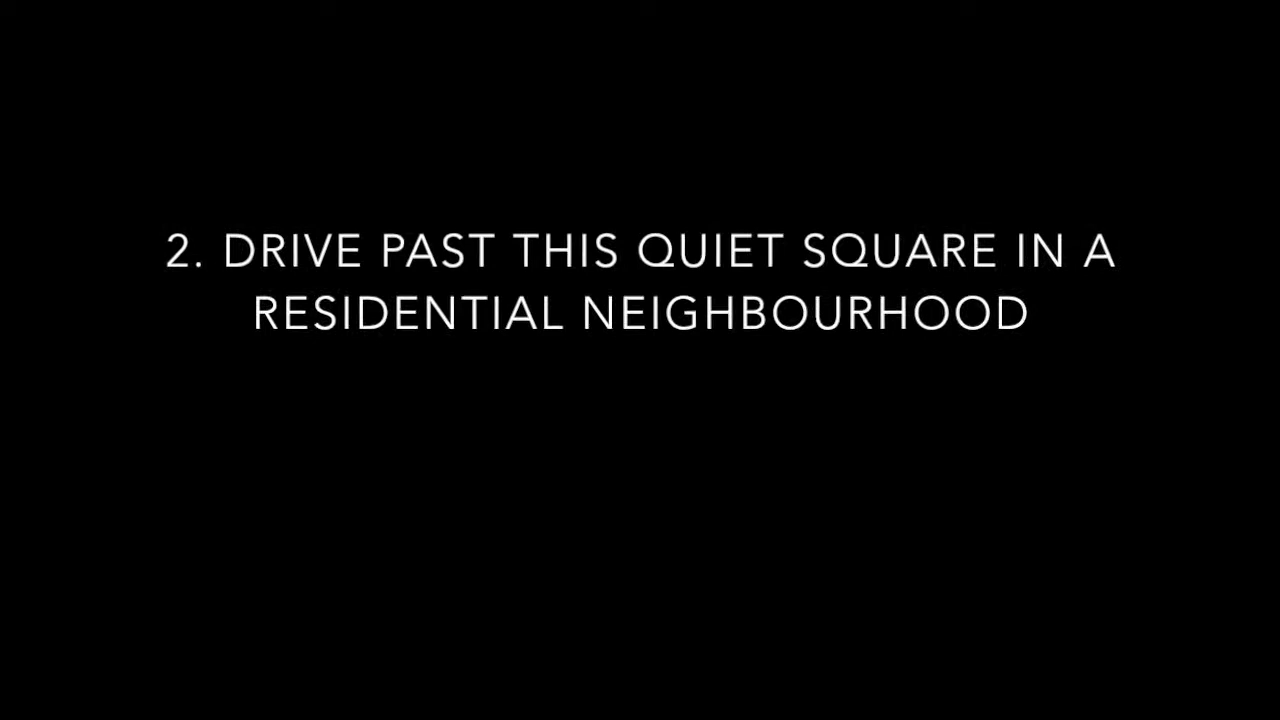 2. DRIVE PAST THIS QUIET SQUARE IN A
RESIDENTIAL NEIGHBOURHOOD